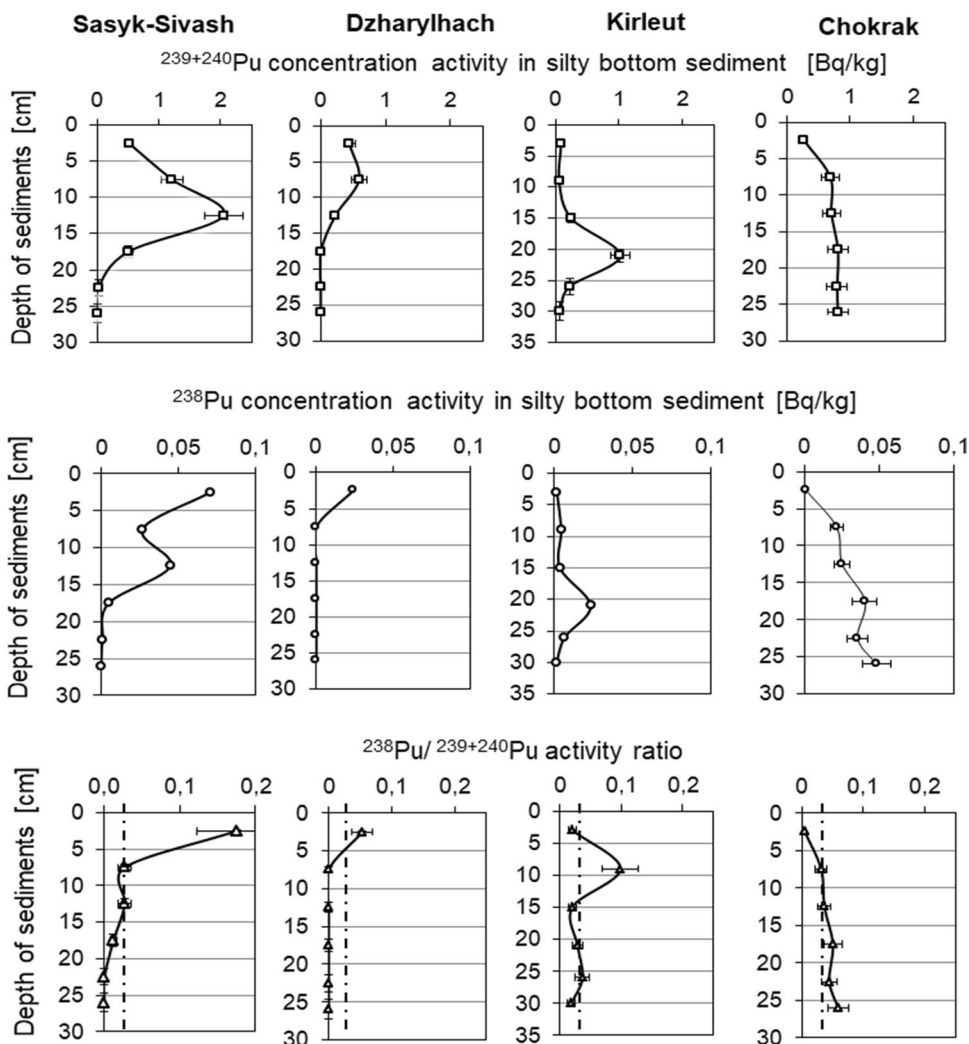 Sasyk-Sivash Dzharylhach Kirleut Chokrak
239+240Pu concentration activity in silty bottom sediment [Bq/kg]
0 1 2 0 1 2 0 1 2 0 1 2
Depth of sediments [cm]
0 5 10 15 20 25 30
0 5 10 15 20 25 30
0 5 10 15 20 25 30 35
0 5 10 15 20 25 30
238Pu concentration activity in silty bottom sediment [Bq/kg]
0 0,05 0,1 0 0,05 0,1 0 0,05 0,1 0 0,05 0,1
Depth of sediments [cm]
0 5 10 15 20 25 30
0 5 10 15 20 25 30
0 5 10 15 20 25 30 35
0 5 10 15 20 25 30
238Pu/ 239+240Pu activity ratio
0,0 0,1 0,2 0 0,1 0,2 0 0,1 0,2 0 0,1 0,2
Depth of sediments [cm]
0 5 10 15 20 25 30
0 5 10 15 20 25 30
0 5 10 15 20 25 30 35
0 5 10 15 20 25 30